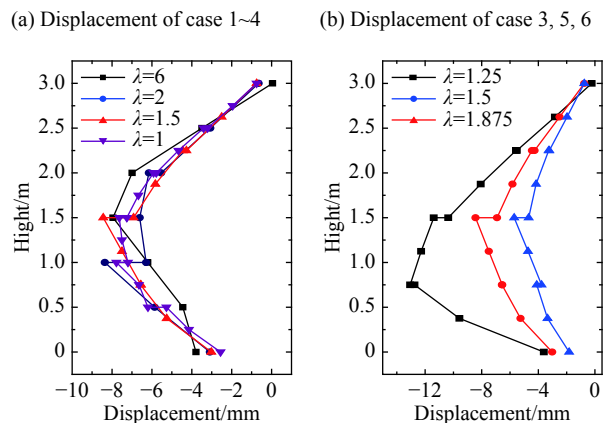 (a) Displacement of case 1~4
(b) Displacement of case 3, 5, 6
Hight/m
3.0
2.5
2.0
1.5
1.0
0.5
0
λ=6
λ=2
λ=1.5
λ=1
−10 −8 −6 −4 −2 0
Displacement/mm
Hight/m
3.0
2.5
2.0
1.5
1.0
0.5
0
λ=1.25
λ=1.5
λ=1.875
−12 −8 −4 0
Displacement/mm